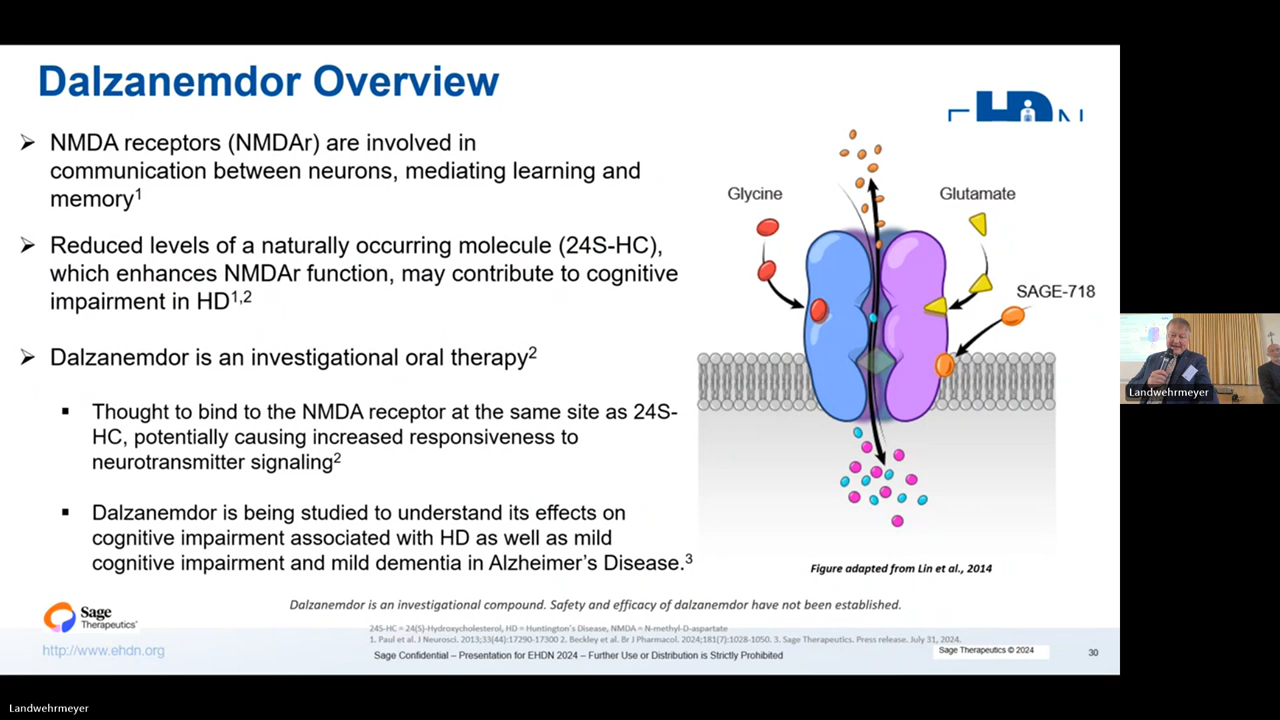 Dalzanemdor Overview
EHDN
➢ NMDA receptors (NMDAr) are involved in
communication between neurons, mediating learning and
memory1
➢ Reduced levels of a naturally occurring molecule (24S-HC),
which enhances NMDAr function, may contribute to cognitive
impairment in HD1,2
➢ Dalzanemdor is an investigational oral therapy2
▪ Thought to bind to the NMDA receptor at the same site as 24S-
HC, potentially causing increased responsiveness to
neurotransmitter signaling2
▪ Dalzanemdor is being studied to understand its effects on
cognitive impairment associated with HD as well as mild
cognitive impairment and mild dementia in Alzheimer's Disease.3
Glycine
Glutamate
SAGE-718
Figure adapted from Lin et al., 2014
Dalzanemdor is an investigational compound. Safety and efficacy of dalzanemdor have not been established.
Sage
Therapeutics
24S-HC = 24(S)-Hydroxycholesterol, HD = Huntington's Disease, NMDA = N-methyl-D-aspartate
1. Paul et al. J Neurosci. 2013;33(44):17290-17300 2. Beckley et al. Br J Pharmacol. 2024;181(7):1028-1050. 3. Sage Therapeutics. Press release. July 31, 2024.
http://www.ehdn.org
Sage Confidential – Presentation for EHDN 2024 – Further Use or Distribution is Strictly Prohibited
Sage Therapeutics © 2024
30
Landwehrmeyer
Landwehrmeyer